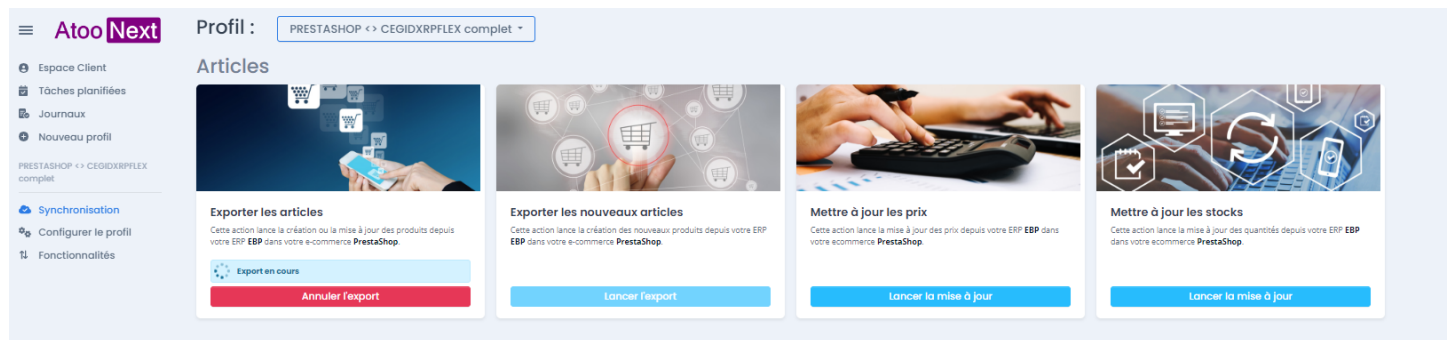 Atoo Next
Profil :
PRESTASHOP <> CEGIDXRPFLEX complet
Espace Client
Tâches planifiées
Journaux
Nouveau profil
PRESTASHOP <> CEGIDXRPFLEX
complet
Synchronisation
Configurer le profil
Fonctionnalités
Articles
Exporter les articles
Cette action lance la création ou la mise à jour des produits depuis
votre ERP EBP dans votre e-commerce PrestaShop.
Export en cours
Annuler l'export
Exporter les nouveaux articles
Cette action lance la création des nouveaux produits depuis votre ERP
EBP dans votre e-commerce PrestaShop.
Lancer l'export
Mettre à jour les prix
Cette action lance la mise à jour des prix depuis votre ERP EBP dans
votre ecommerce PrestaShop.
Lancer la mise à jour
Mettre à jour les stocks
Cette action lance la mise à jour des quantités depuis votre ERP EBP
dans votre ecommerce PrestaShop.
Lancer la mise à jour